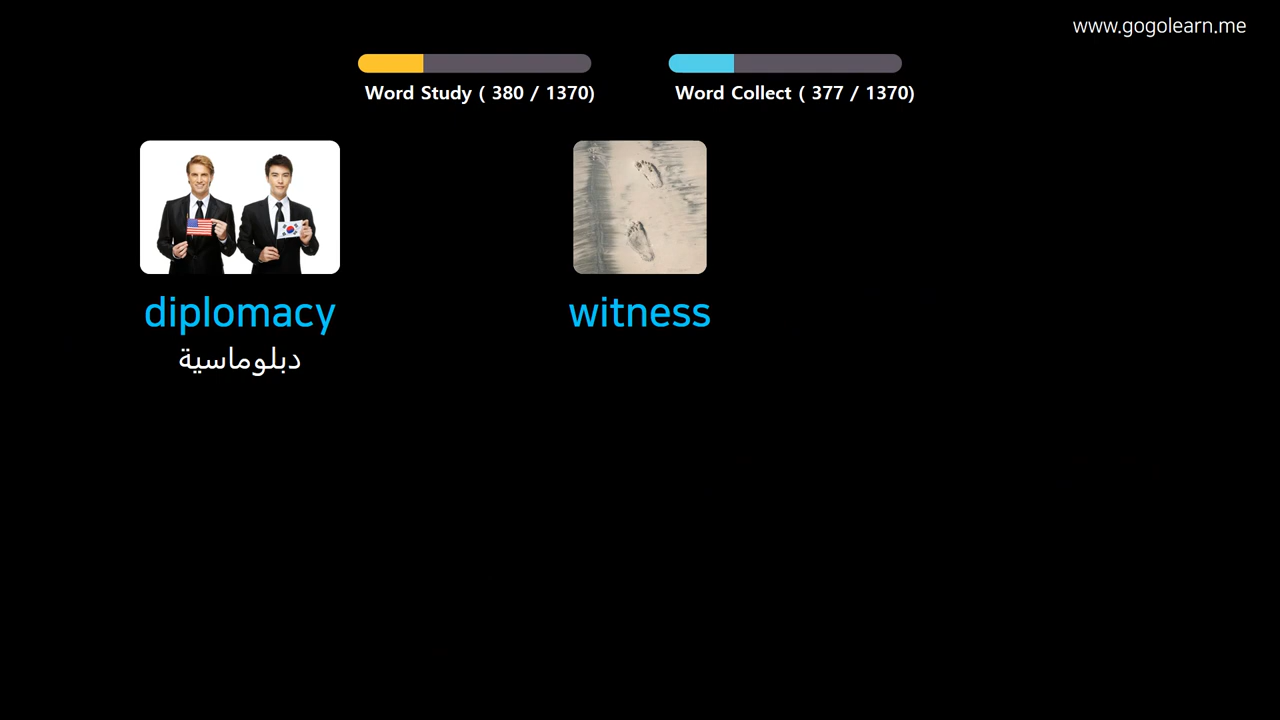 www.gogolearn.me
Word Study ( 380 / 1370)
Word Collect ( 377 / 1370)
diplomacy
دبلوماسية
witness